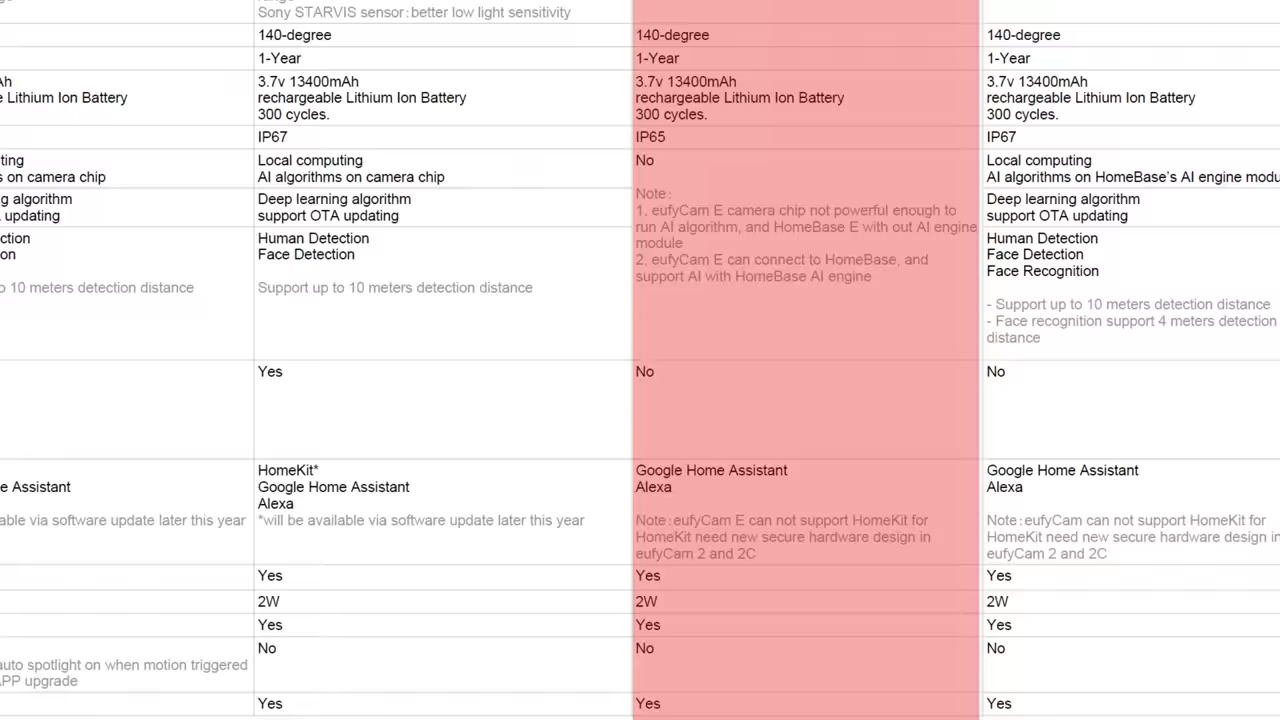 Sony STARVIS sensor: better low light sensitivity
140-degree 140-degree 140-degree
1-Year 1-Year 1-Year
Ah 3.7v 13400mAh 3.7v 13400mAh 3.7v 13400mAh
e Lithium Ion Battery rechargeable Lithium Ion Battery rechargeable Lithium Ion Battery rechargeable Lithium Ion Battery
300 cycles. 300 cycles. 300 cycles.
IP67 IP65 IP67
ting Local computing No Local computing
s on camera chip AI algorithms on camera chip AI algorithms on HomeBase's AI engine modu
Note:
g algorithm Deep learning algorithm 1, eufyCam E camera chip not powerful enough to Deep learning algorithm
updating support OTA updating run AI algorithm, and HomeBase E with out AI engine support OTA updating
ction Human Detection module Human Detection
on Face Detection 2, eufyCam E can connect to HomeBase, and Face Detection
support AI with HomeBase AI engine Face Recognition
o 10 meters detection distance Support up to 10 meters detection distance
- Support up to 10 meters detection distance
- Face recognition support 4 meters detection
distance
Yes No No
HomeKit* Google Home Assistant Google Home Assistant
e Assistant Google Home Assistant Alexa Alexa
Alexa
able via software update later this year *will be available via software update later this year Note: eufyCam E can not support HomeKit for Note: eufyCam can not support HomeKit for
HomeKit need new secure hardware design in HomeKit need new secure hardware design in
eufyCam 2 and 2C eufyCam 2 and 2C
Yes Yes Yes
2W 2W 2W
Yes Yes Yes
No No No
auto spotlight on when motion triggered
APP upgrade
Yes Yes Yes